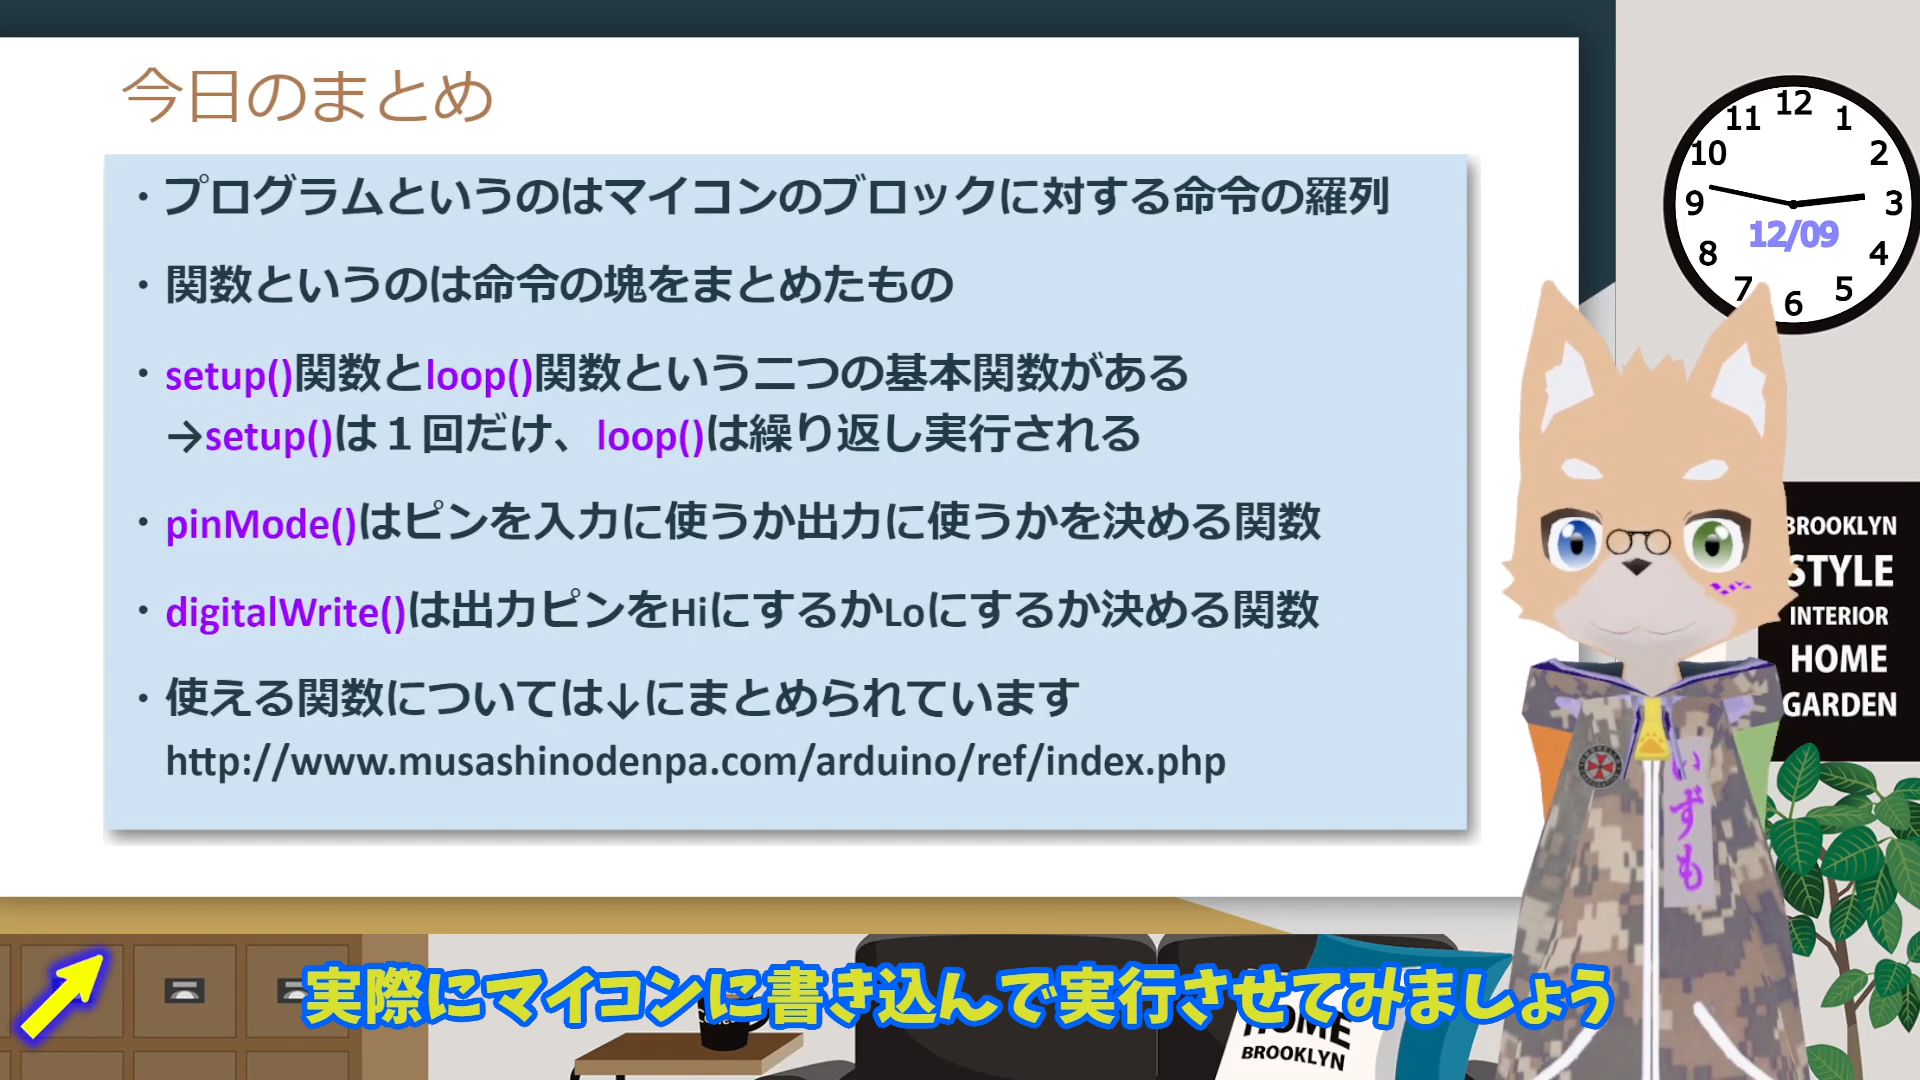 今日のまとめ
・プログラムというのはマイコンのブロックに対する命令の羅列
・関数というのは命令の塊をまとめたもの
・setup()関数とloop()関数という二つの基本関数がある
→setup()は１回だけ、loop()は繰り返し実行される
・pinMode()はピンを入力に使うか出力に使うかを決める関数
・digitalWrite()は出力ピンをHiにするかLoにするか決める関数
・使える関数については↓にまとめられています
http://www.musashinodenpa.com/arduino/ref/index.php
12
1
2
3
4
5
6
7
8
9
10
11
12/09
BROOKLYN
STYLE
INTERIOR
HOME
GARDEN
いずも
実際にマイコンに書き込んで実行させてみましょう
HOME
BROOKLYN